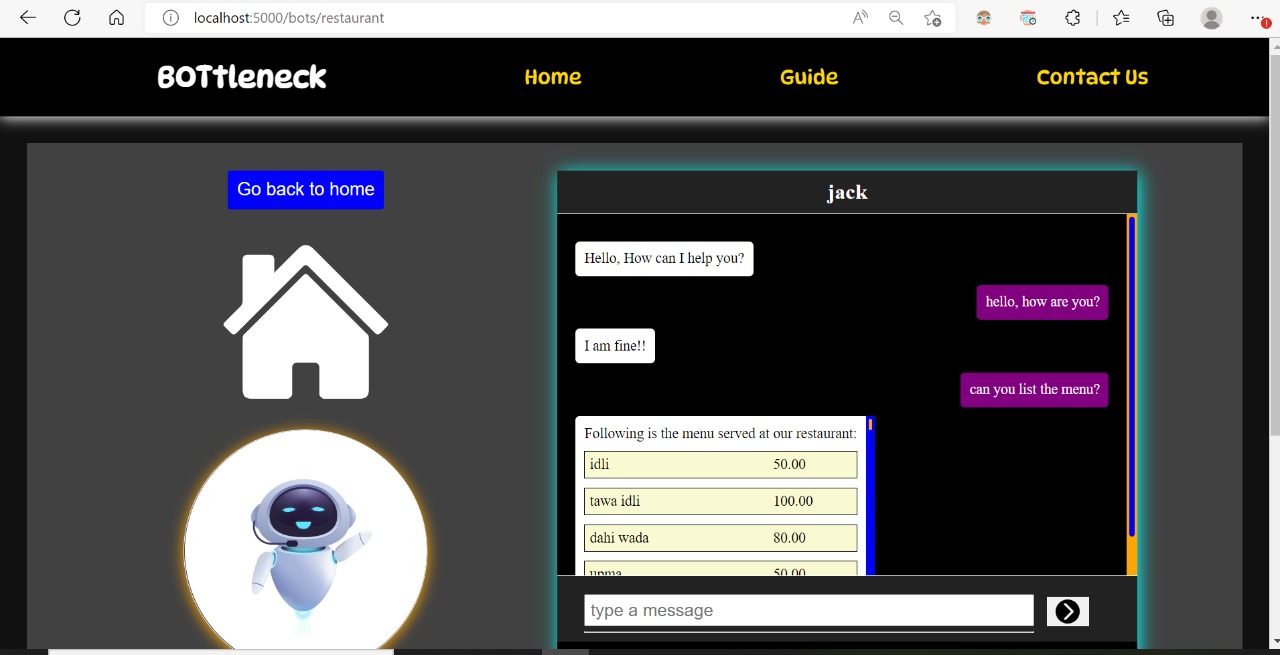 localhost:5000/bots/restaurant
BOTtleneck
Home
Guide
Contact Us
Go back to home
jack
Hello, How can I help you?
hello, how are you?
I am fine!!
can you list the menu?
Following is the menu served at our restaurant:
idli 50.00
tawa idli 100.00
dahi wada 80.00
upma 50.00
type a message